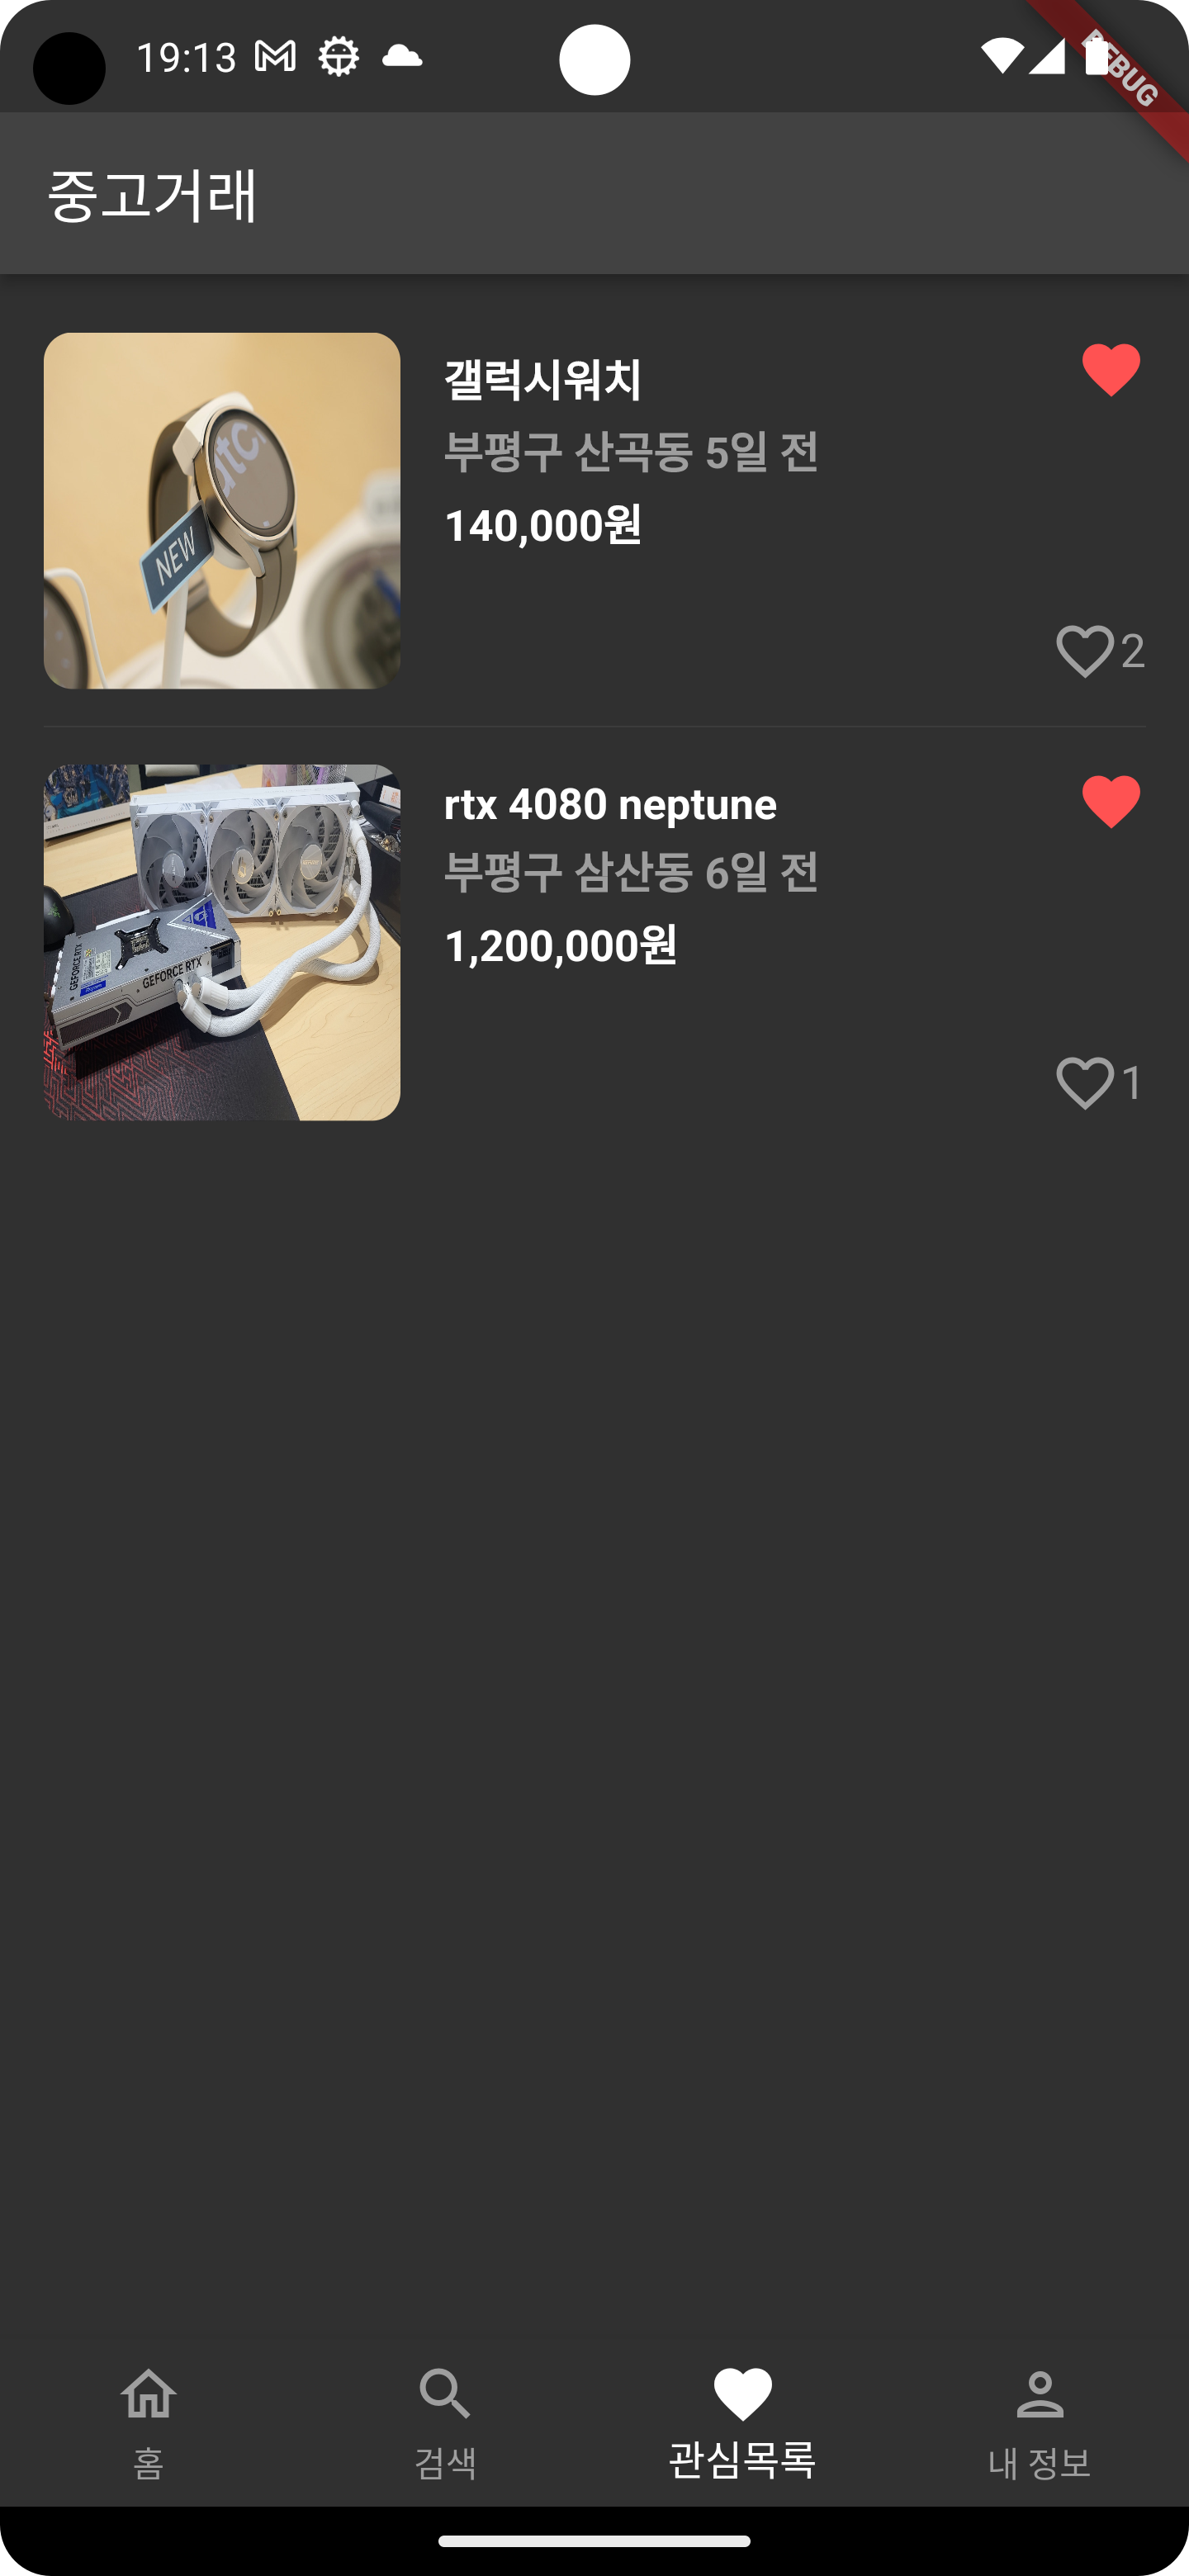 19:13
DEBUG
중고거래
갤럭시워치
부평구 산곡동 5일 전
140,000원
NEW
2
rtx 4080 neptune
부평구 삼산동 6일 전
1,200,000원
GEFORCE RTX
GEFORCE RTX
1
홈
검색
관심목록
내 정보